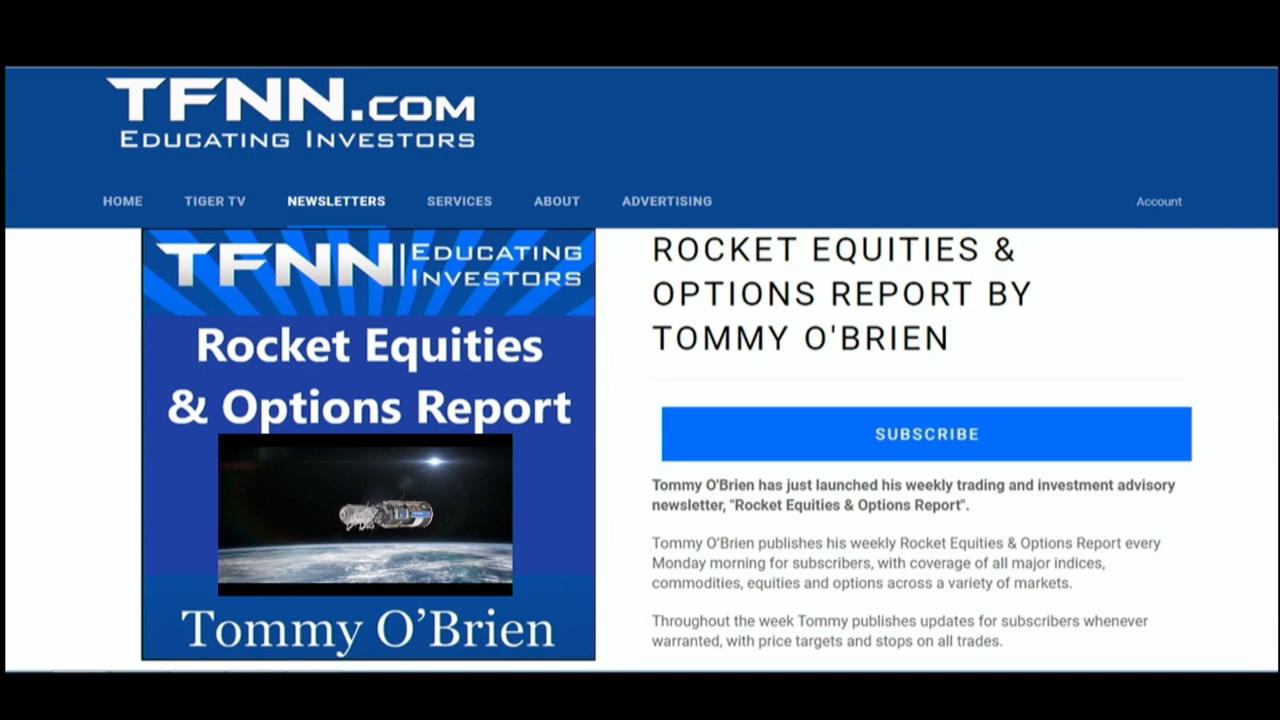 TFNN.COM
EDUCATING INVESTORS
HOME TIGER TV NEWSLETTERS SERVICES ABOUT ADVERTISING Account
TFNN EDUCATING
INVESTORS
Rocket Equities
& Options Report
Tommy O’Brien
ROCKET EQUITIES &
OPTIONS REPORT BY
TOMMY O'BRIEN
SUBSCRIBE
Tommy O'Brien has just launched his weekly trading and investment advisory
newsletter, "Rocket Equities & Options Report".
Tommy O’Brien publishes his weekly Rocket Equities & Options Report every
Monday morning for subscribers, with coverage of all major indices,
commodities, equities and options across a variety of markets.
Throughout the week Tommy publishes updates for subscribers whenever
warranted, with price targets and stops on all trades.